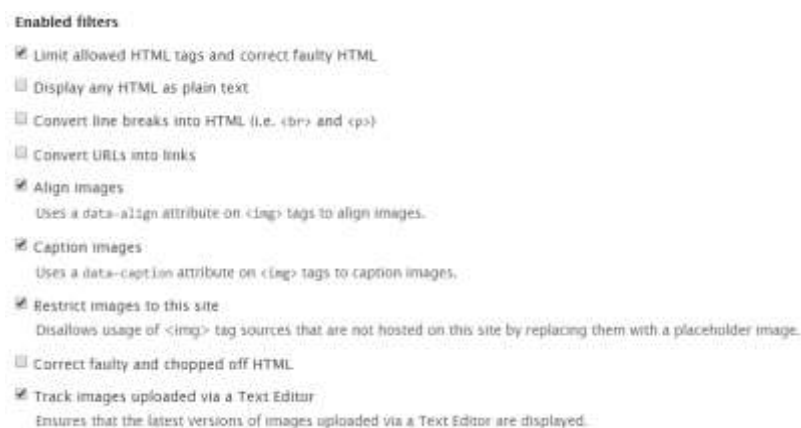 Enabled filters
Limit allowed HTML tags and correct faulty HTML
Display any HTML as plain text
Convert line breaks into HTML (i.e. <br> and <p>)
Convert URLs into links
Align images
Uses a data-align attribute on <img> tags to align images.
Caption images
Uses a data-caption attribute on <img> tags to caption images.
Restrict images to this site
Disallows usage of <img> tag sources that are not hosted on this site by replacing them with a placeholder image.
Correct faulty and chopped off HTML
Track images uploaded via a Text Editor
Ensures that the latest versions of images uploaded via a Text Editor are displayed.